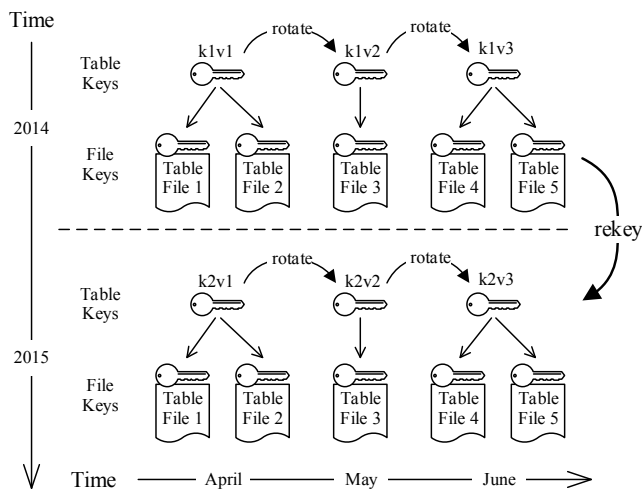 Time
k1v1 rotate k1v2 rotate k1v3
Table
Keys
2014
File
Keys
Table
File 1
Table
File 2
Table
File 3
Table
File 4
Table
File 5
rekey
k2v1 rotate k2v2 rotate k2v3
Table
Keys
2015
File
Keys
Table
File 1
Table
File 2
Table
File 3
Table
File 4
Table
File 5
Time April May June